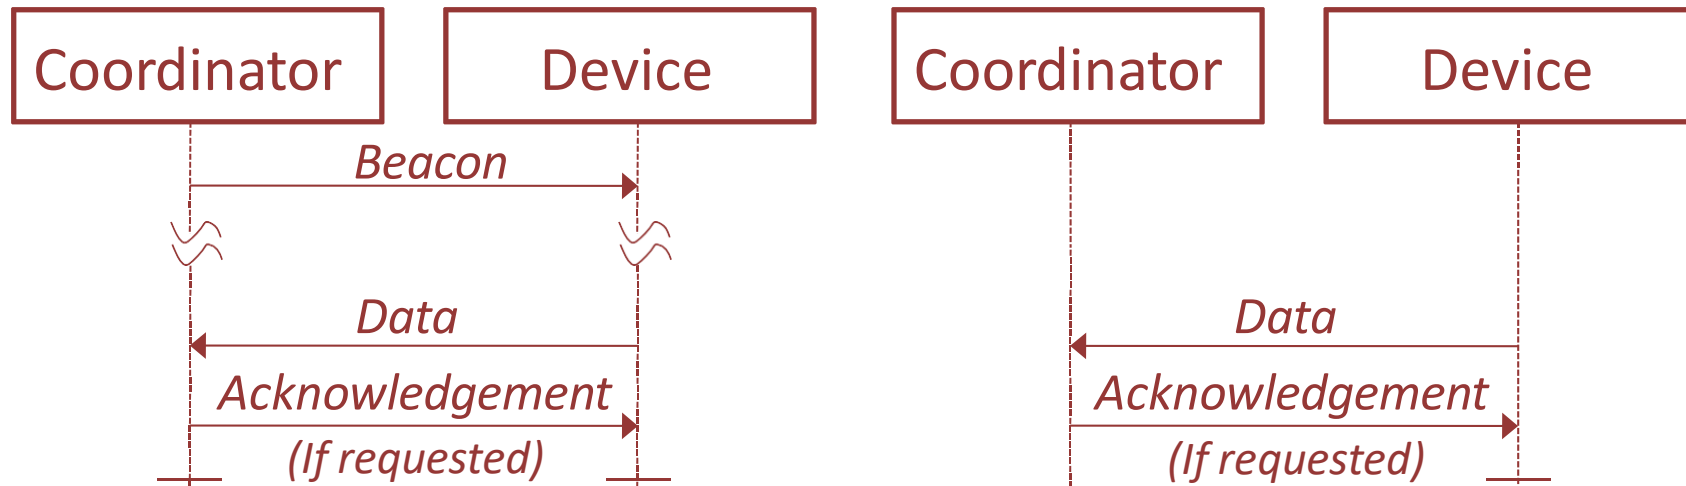 Coordinator
Device
Beacon
Data
Acknowledgement
(If requested)
Coordinator
Device
Data
Acknowledgement
(If requested)